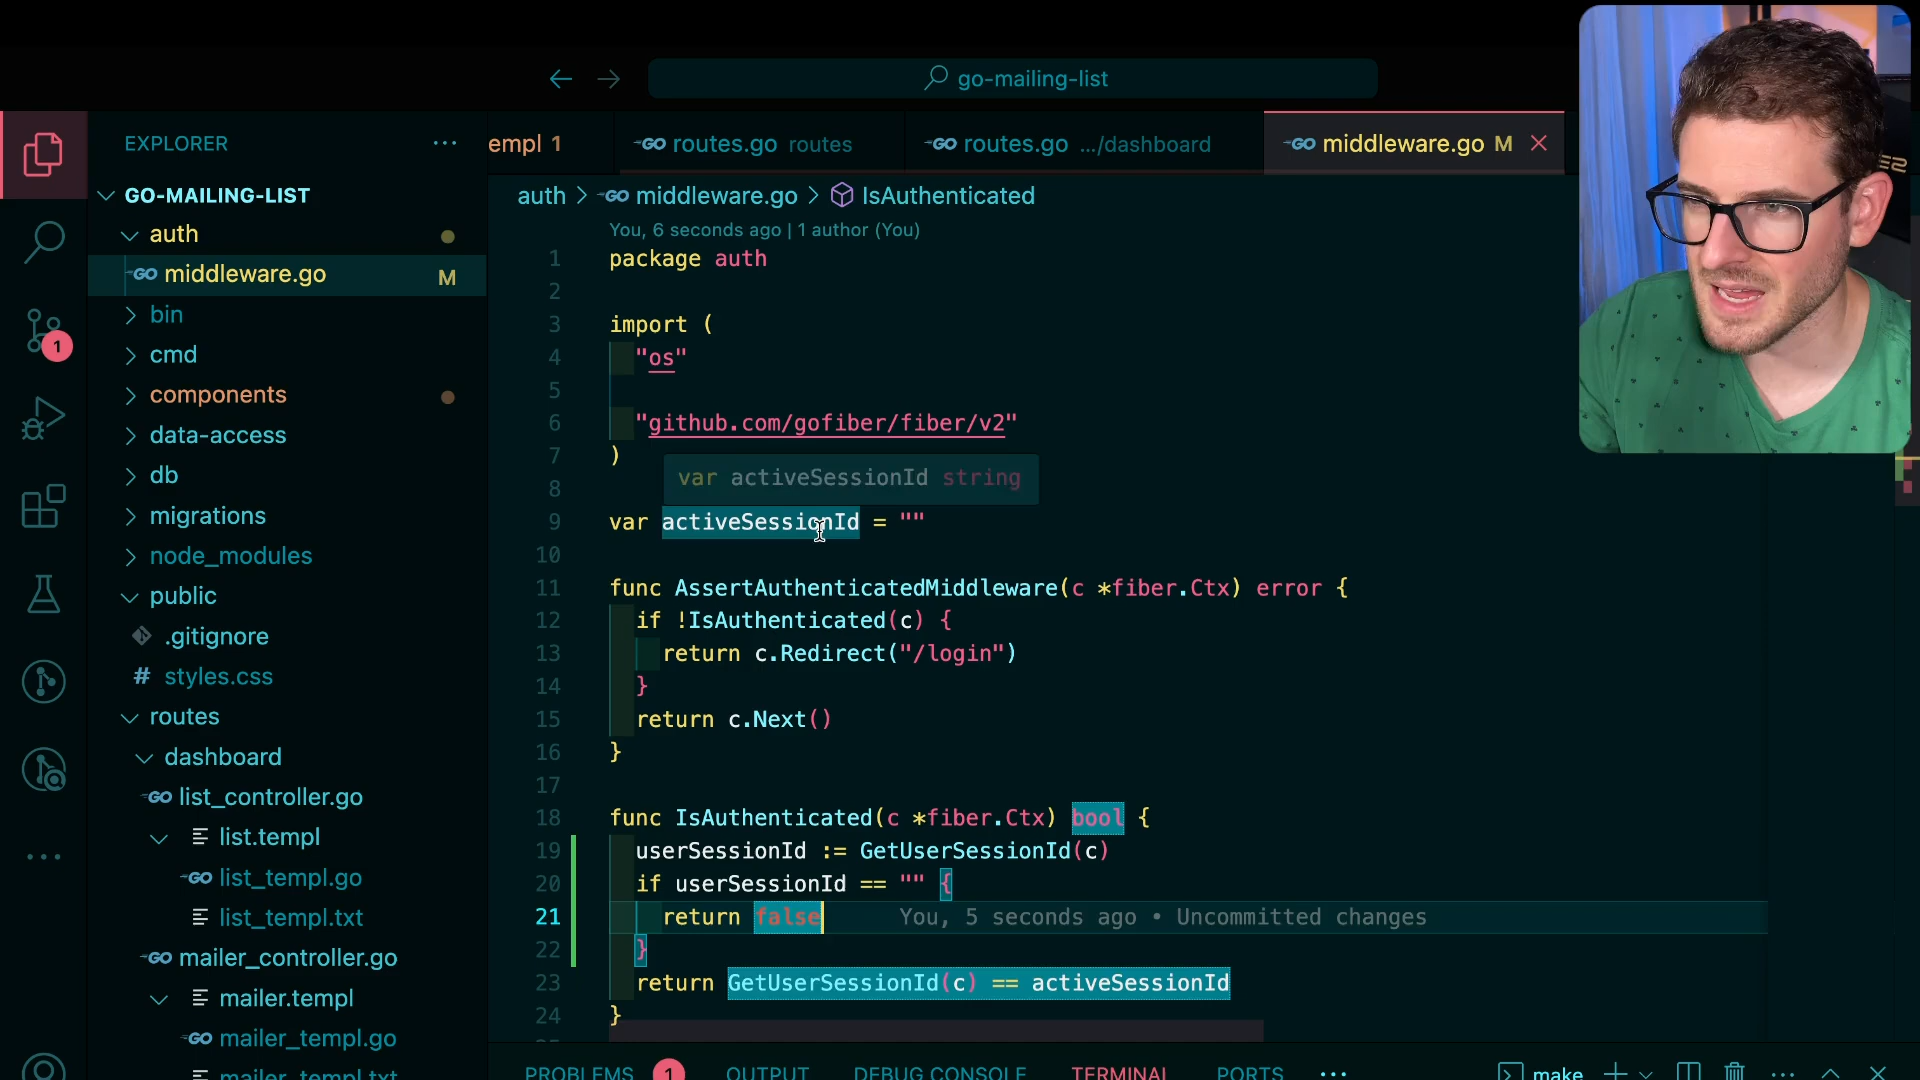 go-mailing-list
EXPLORER
empl 1
routes.go routes
routes.go .../dashboard
middleware.go M
GO-MAILING-LIST
auth
middleware.go M
bin
cmd
components
data-access
db
migrations
node_modules
public
.gitignore
# styles.css
routes
dashboard
list_controller.go
list.templ
list_templ.go
list_templ.txt
mailer_controller.go
mailer.templ
mailer_templ.go
mailer_templ.txt
1
auth > middleware.go > IsAuthenticated
You, 6 seconds ago | 1 author (You)
1 package auth
2
3 import (
4 "os"
5
6 "github.com/gofiber/fiber/v2"
7 )
var activeSessionId string
8
9 var activeSessionId = ""
10
11 func AssertAuthenticatedMiddleware(c *fiber.Ctx) error {
12 if !IsAuthenticated(c) {
13 return c.Redirect("/login")
14 }
15 return c.Next()
16 }
17
18 func IsAuthenticated(c *fiber.Ctx) bool {
19 userSessionId := GetUserSessionId(c)
20 if userSessionId == "" {
21 return false You, 5 seconds ago • Uncommitted changes
22 }
23 return GetUserSessionId(c) == activeSessionId
24 }
PROBLEMS 1 OUTPUT DEBUG CONSOLE TERMINAL PORTS ... make